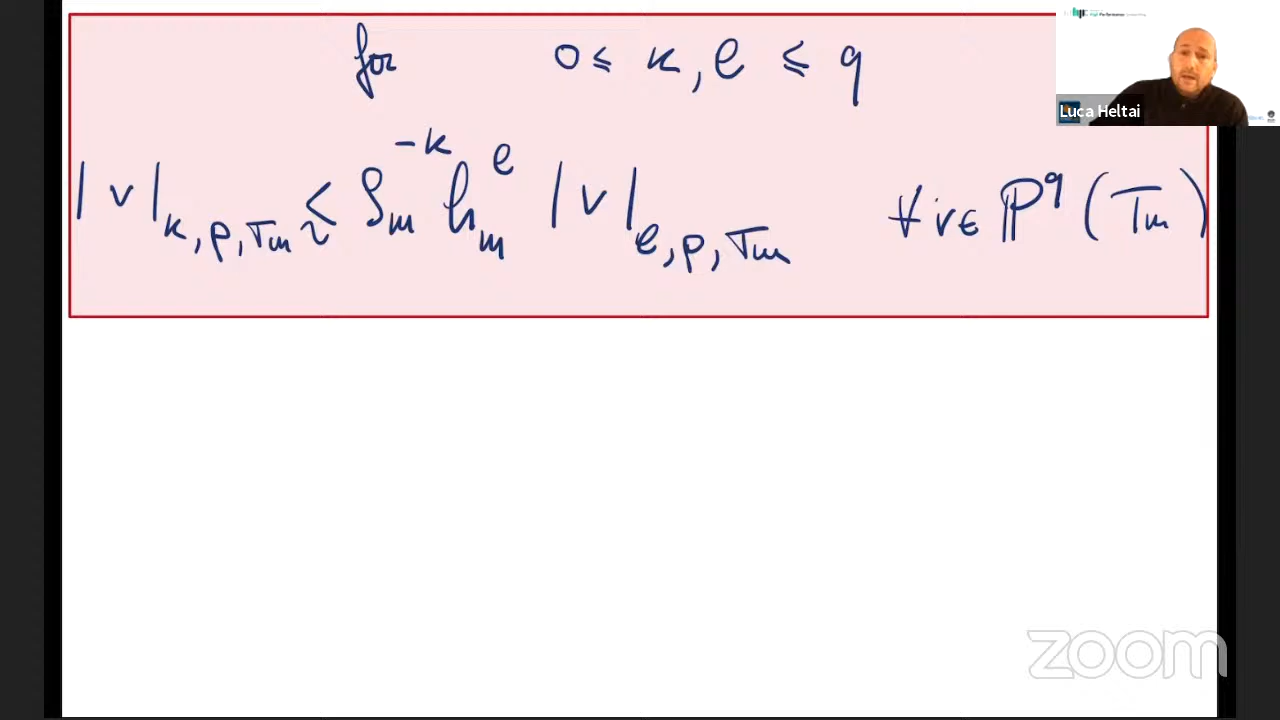 for 0 ≤ k, l ≤ q
|v|_{k,p,T_m} ≲ ρ_m^{-k} h_m^{l} |v|_{l,p,T_m} ∀v∈ ℙ^q (T_m)
Luca Heltai
zoom